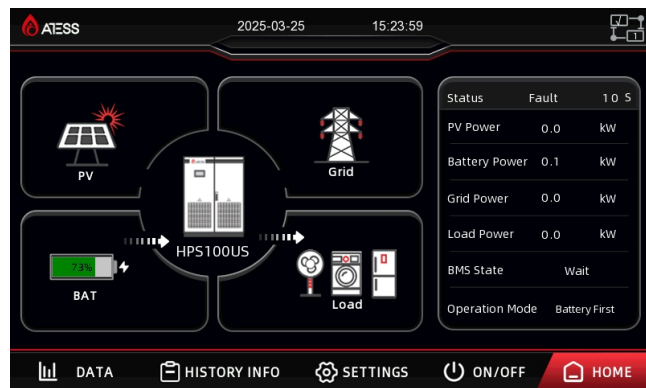 ATESS 2025-03-25 15:23:59
1
PV
Grid
HPS100US
73%
BAT
Load
Status Fault 10 S
PV Power 0.0 kW
Battery Power 0.1 kW
Grid Power 0.0 kW
Load Power 0.0 kW
BMS State Wait
Operation Mode Battery First
DATA HISTORY INFO SETTINGS ON/OFF HOME